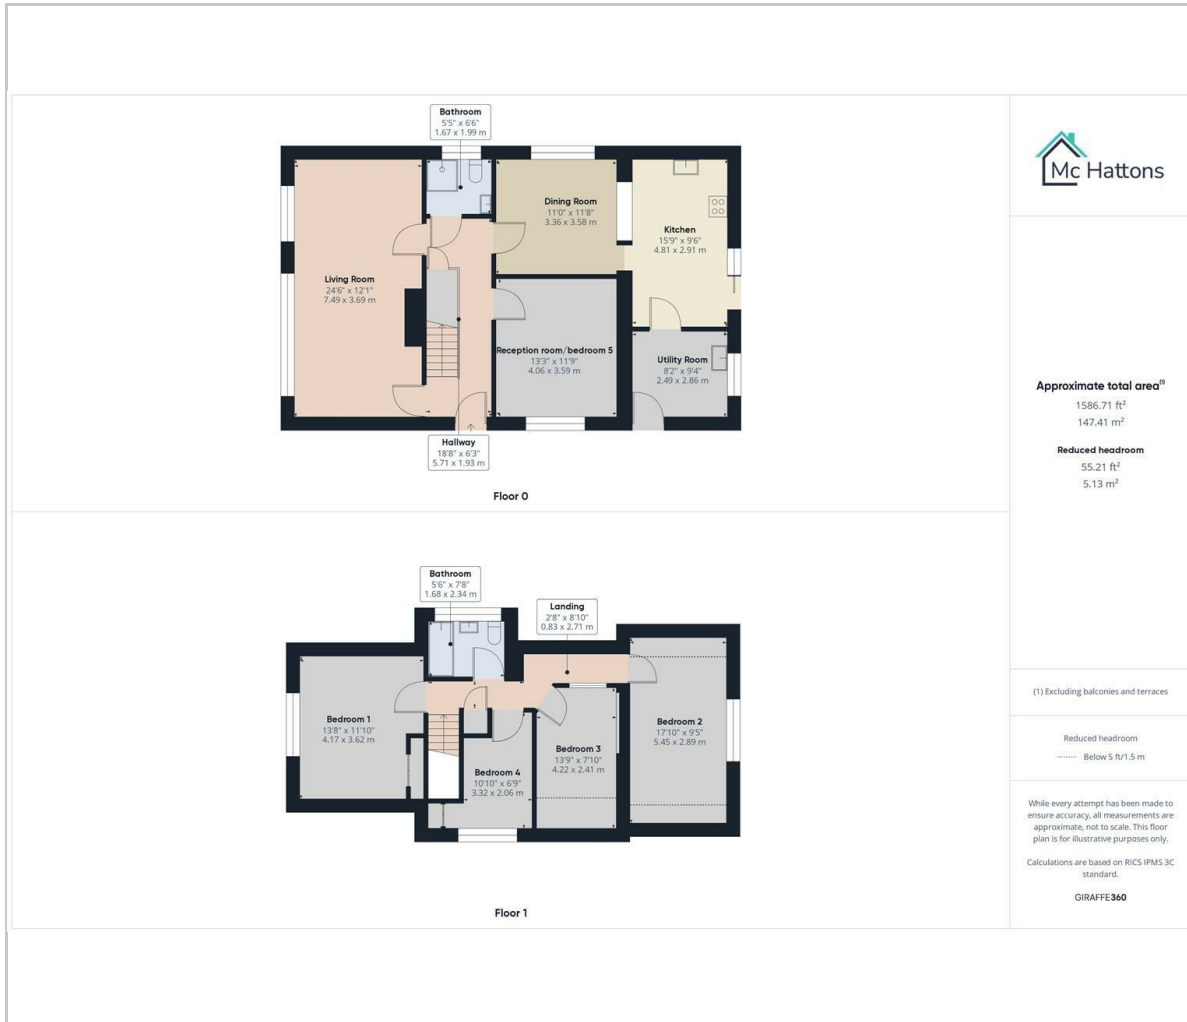 Bathroom
5'5" x 6'6"
1.67 x 1.99 m
Dining Room
11'0" x 11'8"
3.36 x 3.58 m
Kitchen
15'9" x 9'6"
4.81 x 2.91 m
Living Room
24'6" x 12'1"
7.49 x 3.69 m
Reception room/bedroom 5
13'3" x 11'9"
4.06 x 3.59 m
Utility Room
8'2" x 9'4"
2.49 x 2.86 m
Hallway
18'8" x 6'3"
5.71 x 1.93 m
Floor 0
Bathroom
5'6" x 7'8"
1.68 x 2.34 m
Landing
2'8" x 8'10"
0.83 x 2.71 m
Bedroom 1
13'8" x 11'10"
4.17 x 3.62 m
Bedroom 2
17'10" x 9'5"
5.45 x 2.89 m
Bedroom 3
13'9" x 7'10"
4.22 x 2.41 m
Bedroom 4
10'10" x 6'9"
3.32 x 2.06 m
Floor 1
Mc Hattons
Approximate total area⁽¹⁾
1586.71 ft²
147.41 m²
Reduced headroom
55.21 ft²
5.13 m²
(1) Excluding balconies and terraces
Reduced headroom
Below 5 ft/1.5 m
While every attempt has been made to
ensure accuracy, all measurements are
approximate, not to scale. This floor
plan is for illustrative purposes only.
Calculations are based on RICS IPMS 3C
standard.
GIRAFFE360